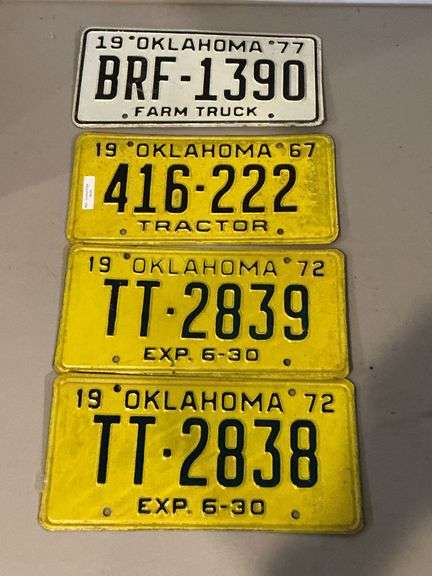 19 OKLAHOMA 77
BRF-1390
FARM TRUCK
19 OKLAHOMA 67
416-222
TRACTOR
19 OKLAHOMA 72
TT-2839
EXP. 6-30
19 OKLAHOMA 72
TT-2838
EXP. 6-30